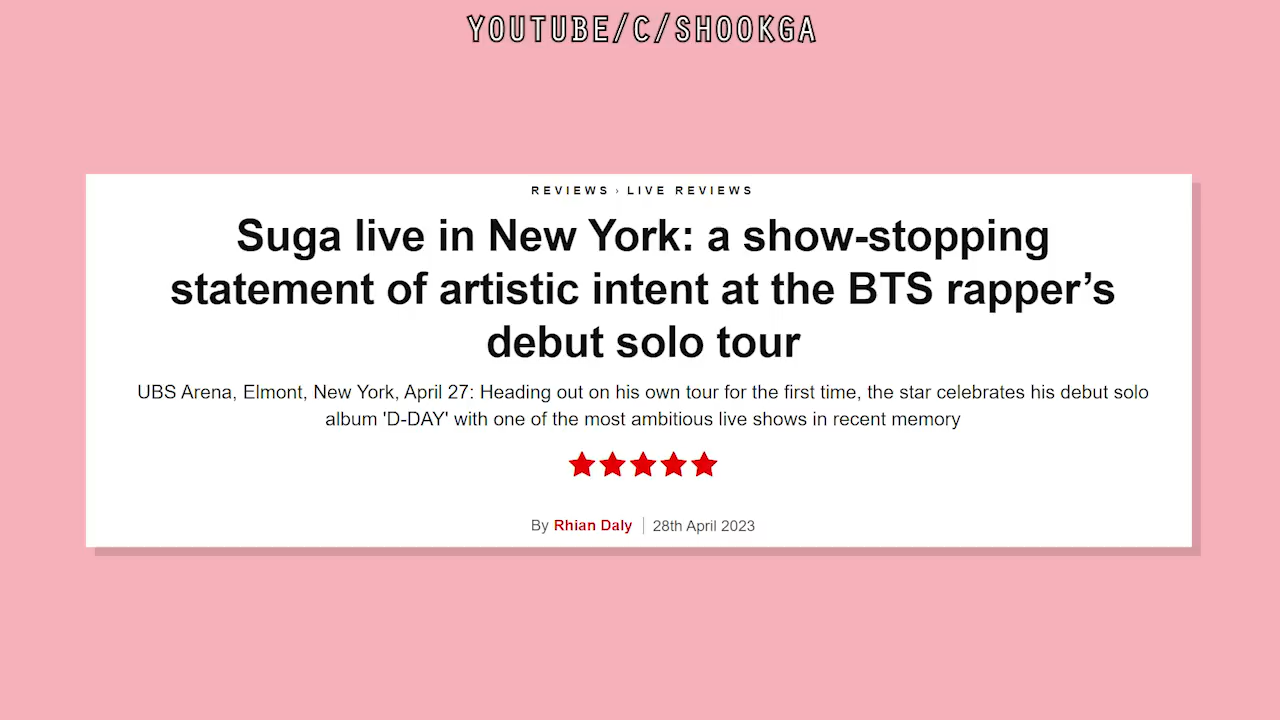 YOUTUBE/C/SHOOKGA
REVIEWS › LIVE REVIEWS
Suga live in New York: a show-stopping
statement of artistic intent at the BTS rapper’s
debut solo tour
UBS Arena, Elmont, New York, April 27: Heading out on his own tour for the first time, the star celebrates his debut solo
album 'D-DAY' with one of the most ambitious live shows in recent memory
By Rhian Daly | 28th April 2023